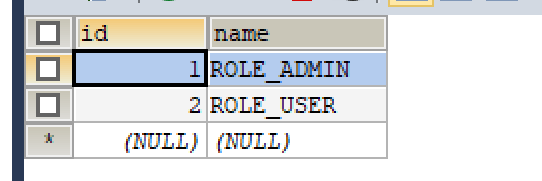 id name
1 ROLE_ADMIN
2 ROLE_USER
* (NULL) (NULL)